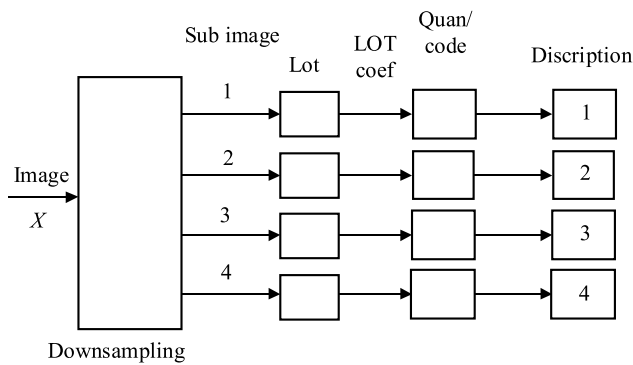 Sub image
Lot
LOT
coef
Quan/
code
Discription
1
1
2
2
Image
X
3
3
4
4
Downsampling